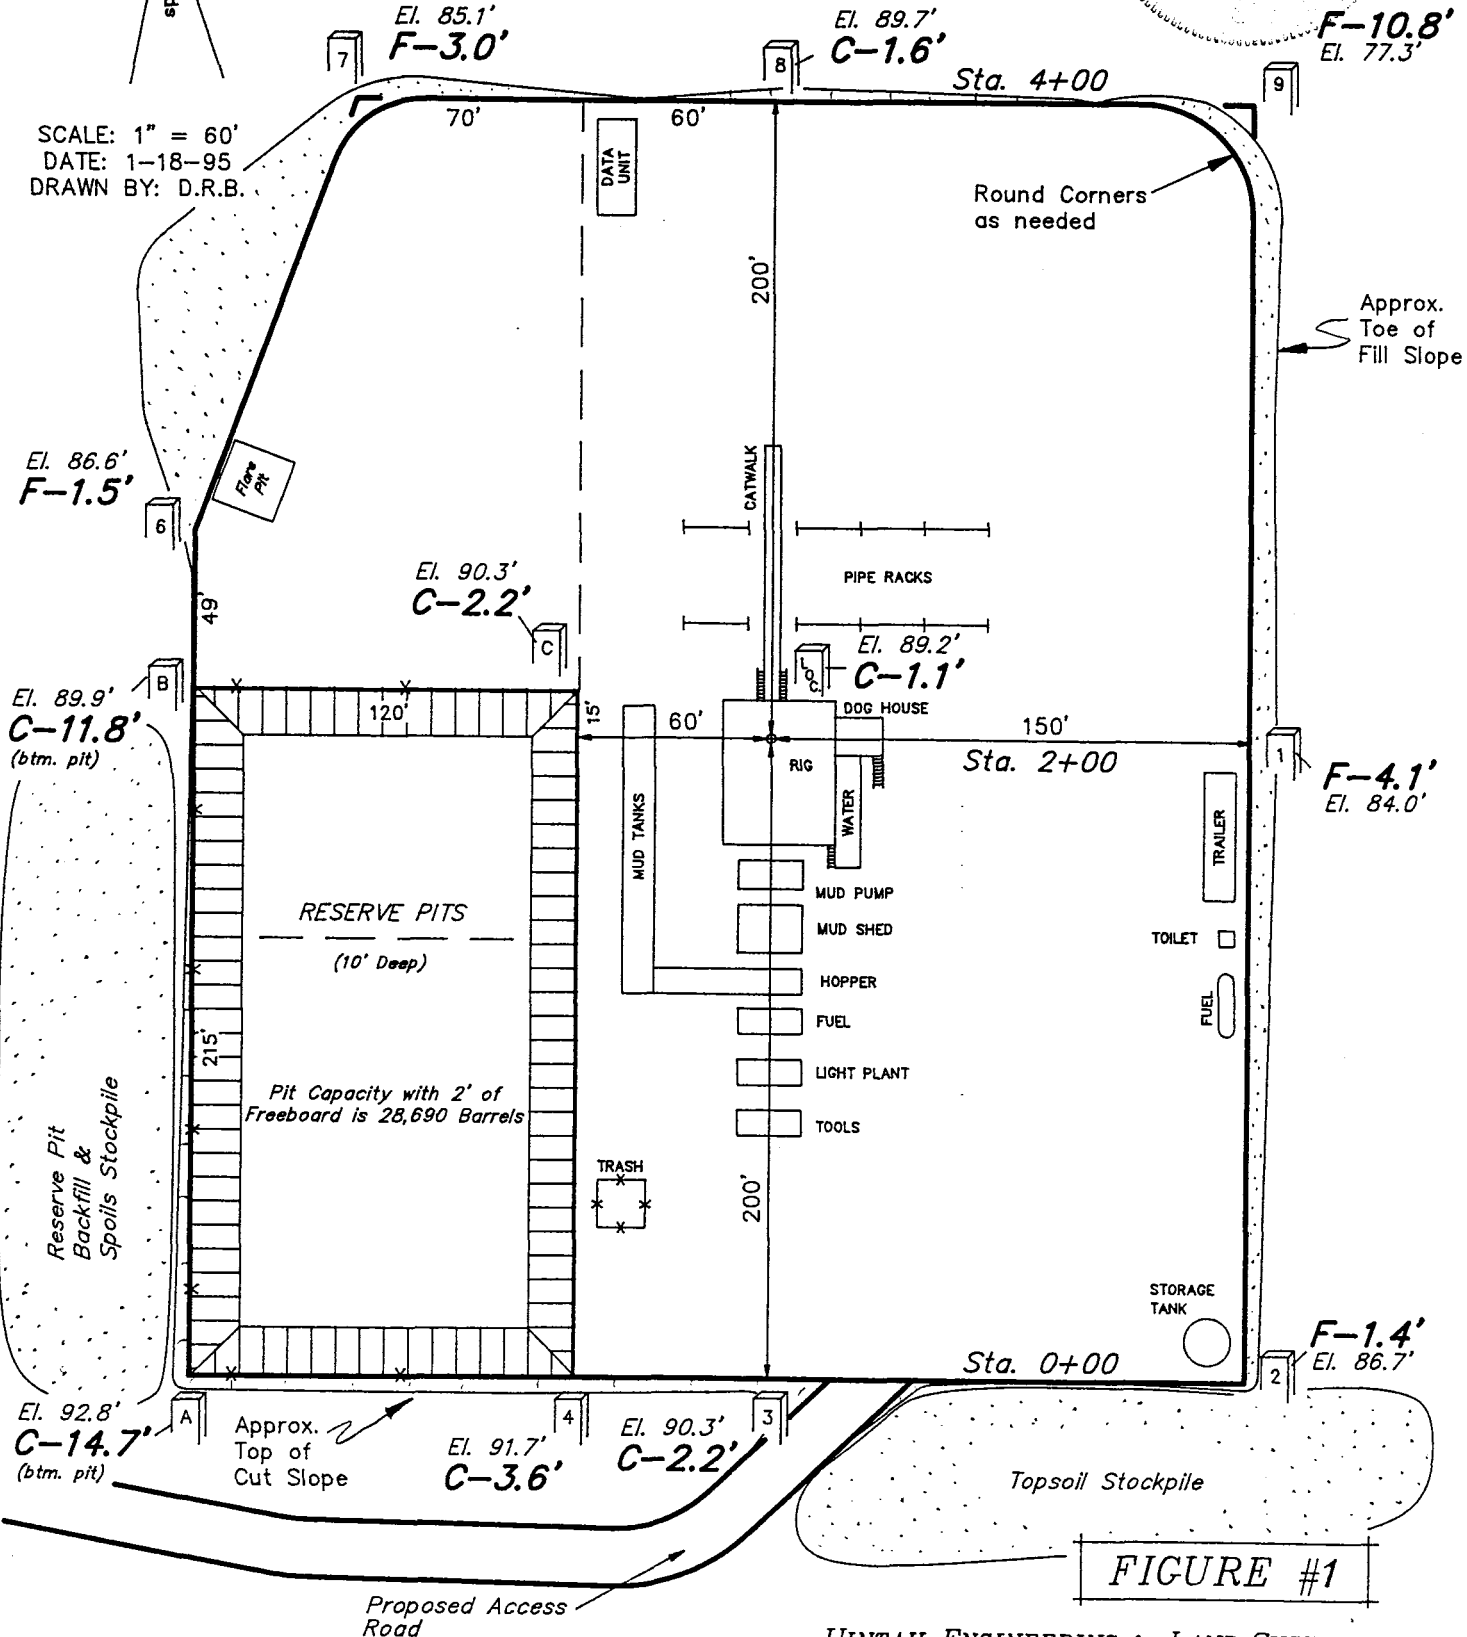 El. 85.1'
F-3.0'
7
El. 89.7'
C-1.6'
8
F-10.8'
El. 77.3'
9
Sta. 4+00
70'
60'
SCALE: 1" = 60'
DATE: 1-18-95
DRAWN BY: D.R.B.
DATA
UNIT
Round Corners
as needed
200'
Approx.
Toe of
Fill Slope
El. 86.6'
F-1.5'
6
Flare
Pit
CATWALK
PIPE RACKS
49'
El. 90.3'
C-2.2'
C
El. 89.2'
C-1.1'
LOC.
B
El. 89.9'
C-11.8'
(btm. pit)
120'
15'
60'
DOG HOUSE
150'
Sta. 2+00
RIG
1
F-4.1'
El. 84.0'
MUD TANKS
WATER
TRAILER
MUD PUMP
RESERVE PITS
(10' Deep)
MUD SHED
TOILET
HOPPER
FUEL
FUEL
215'
LIGHT PLANT
Pit Capacity with 2' of
Freeboard is 28,690 Barrels
TOOLS
Reserve Pit
Backfill &
Spoils Stockpile
TRASH
200'
STORAGE
TANK
Sta. 0+00
F-1.4'
El. 86.7'
2
El. 92.8'
C-14.7'
(btm. pit)
A
Approx.
Top of
Cut Slope
4
El. 91.7'
C-3.6'
3
El. 90.3'
C-2.2'
Topsoil Stockpile
FIGURE #1
Proposed Access
Road